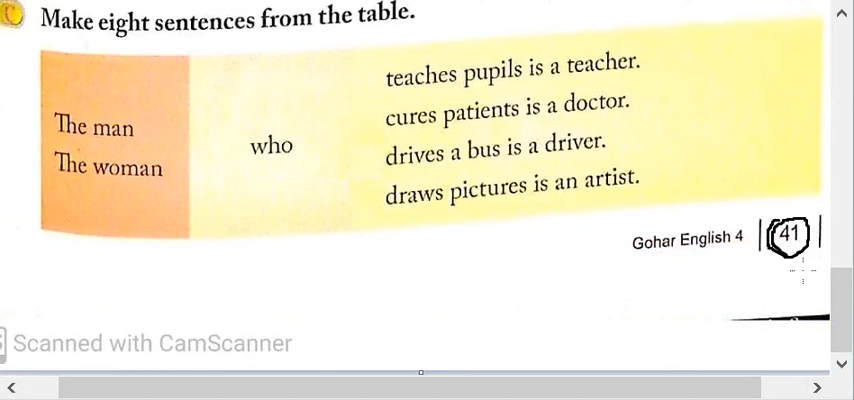 C Make eight sentences from the table.
The man
The woman
who
teaches pupils is a teacher.
cures patients is a doctor.
drives a bus is a driver.
draws pictures is an artist.
Gohar English 4 | 41 |
Scanned with CamScanner